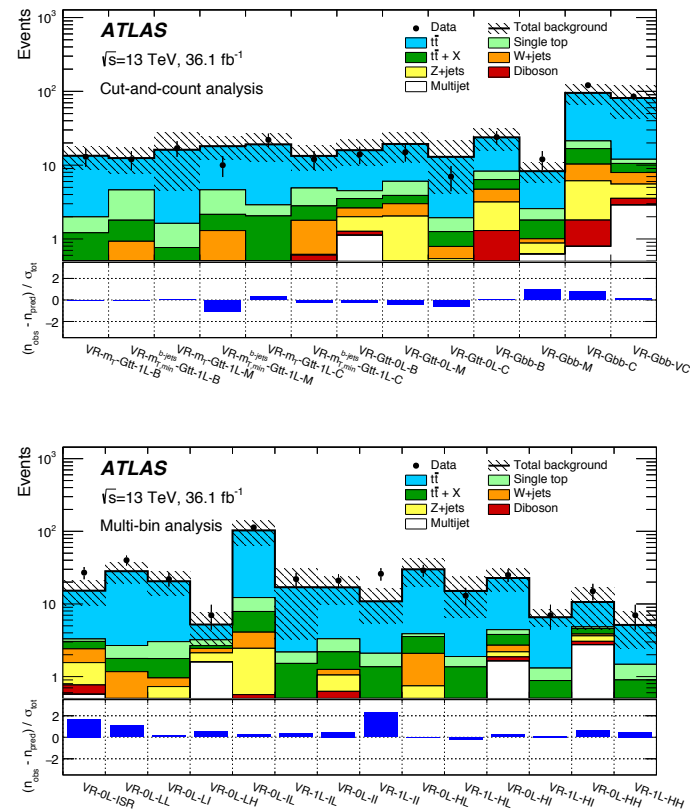 Events
10³
10²
10
1
ATLAS
√s=13 TeV, 36.1 fb⁻¹
Cut-and-count analysis
Data
Total background
tt̄
Single top
tt̄ + X
W+jets
Z+jets
Diboson
Multijet
(n_obs - n_pred) / σ_tot
2
0
−2
VR-m_T-Gtt-1L-B
VR-m_T,min^b-jets-Gtt-1L-B
VR-m_T-Gtt-1L-M
VR-m_T,min^b-jets-Gtt-1L-M
VR-m_T-Gtt-1L-C
VR-m_T,min^b-jets-Gtt-1L-C
VR-Gtt-0L-B
VR-Gtt-0L-M
VR-Gtt-0L-C
VR-Gbb-B
VR-Gbb-M
VR-Gbb-C
VR-Gbb-VC
Events
10³
10²
10
1
ATLAS
√s=13 TeV, 36.1 fb⁻¹
Multi-bin analysis
Data
Total background
tt̄
Single top
tt̄ + X
W+jets
Z+jets
Diboson
Multijet
(n_obs - n_pred) / σ_tot
2
0
−2
VR-0L-ISR
VR-0L-LL
VR-0L-LI
VR-0L-LH
VR-0L-IL
VR-1L-IL
VR-0L-II
VR-1L-II
VR-0L-HL
VR-1L-HL
VR-0L-HI
VR-1L-HI
VR-0L-HH
VR-1L-HH